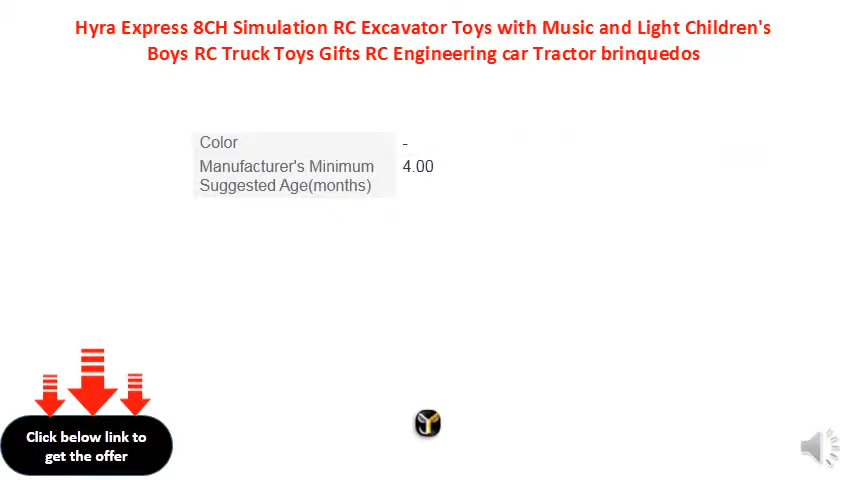 Hyra Express 8CH Simulation RC Excavator Toys with Music and Light Children's
Boys RC Truck Toys Gifts RC Engineering car Tractor brinquedos
Color -
Manufacturer's Minimum 4.00
Suggested Age(months)
Click below link to
get the offer